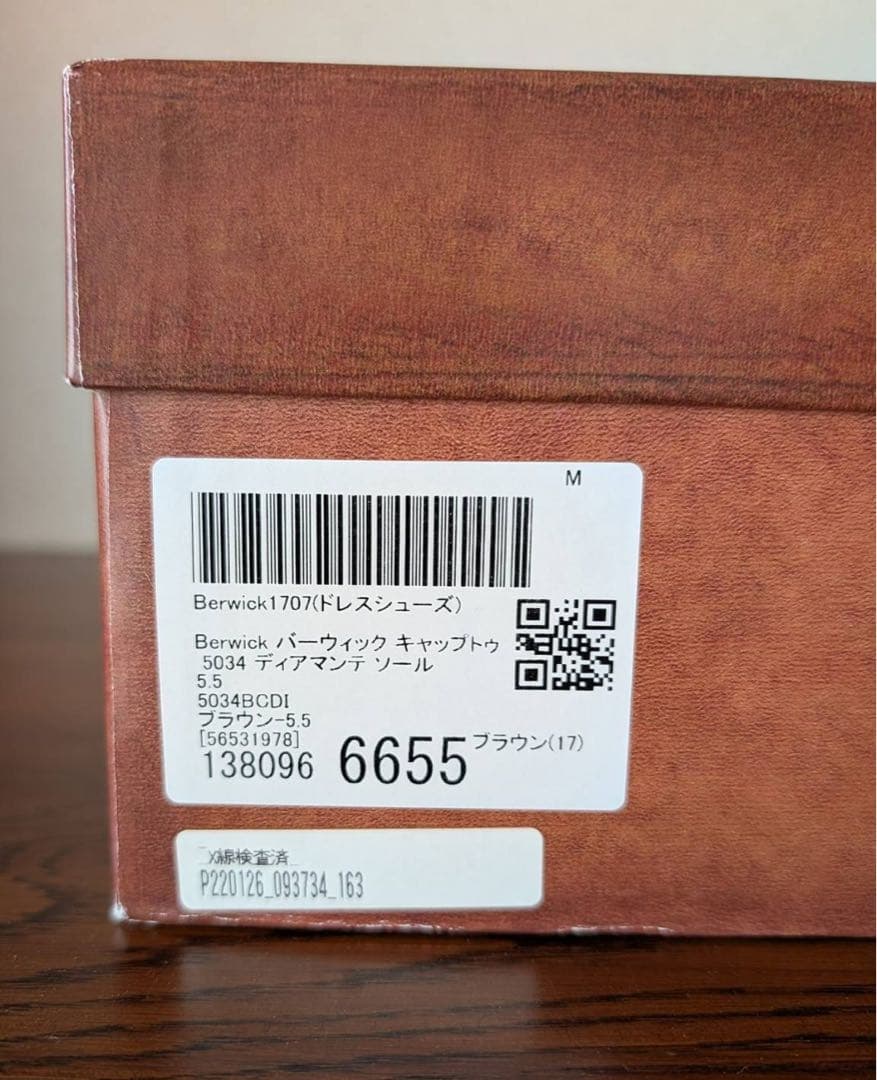 M
Berwick1707(ドレスシューズ)
Berwick バーウィック キャップトゥ
5034 ディアマンテ ソール
5.5
5034BCDI
ブラウン-5.5
[56531978]
138096 6655 ブラウン(17)
X線検査済
P220126_093734_163